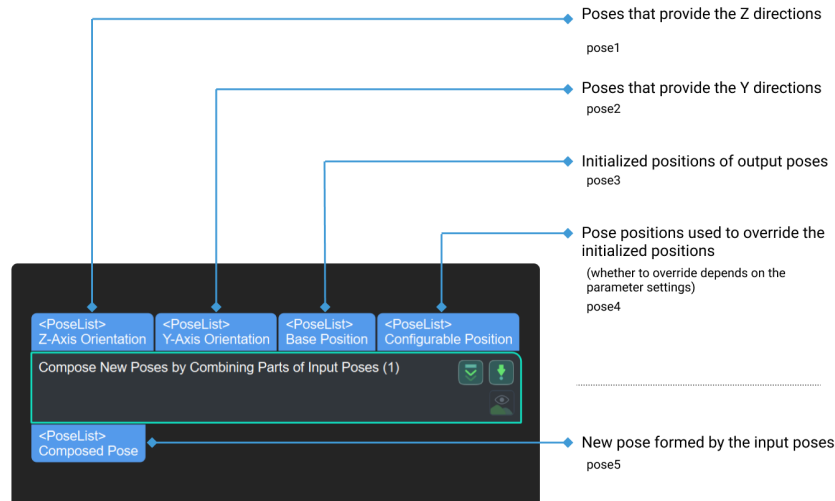 Poses that provide the Z directions
pose1
Poses that provide the Y directions
pose2
Initialized positions of output poses
pose3
Pose positions used to override the
initialized positions
(whether to override depends on the
parameter settings)
pose4
<PoseList>
Z-Axis Orientation
<PoseList>
Y-Axis Orientation
<PoseList>
Base Position
<PoseList>
Configurable Position
Compose New Poses by Combining Parts of Input Poses (1)
<PoseList>
Composed Pose
New pose formed by the input poses
pose5